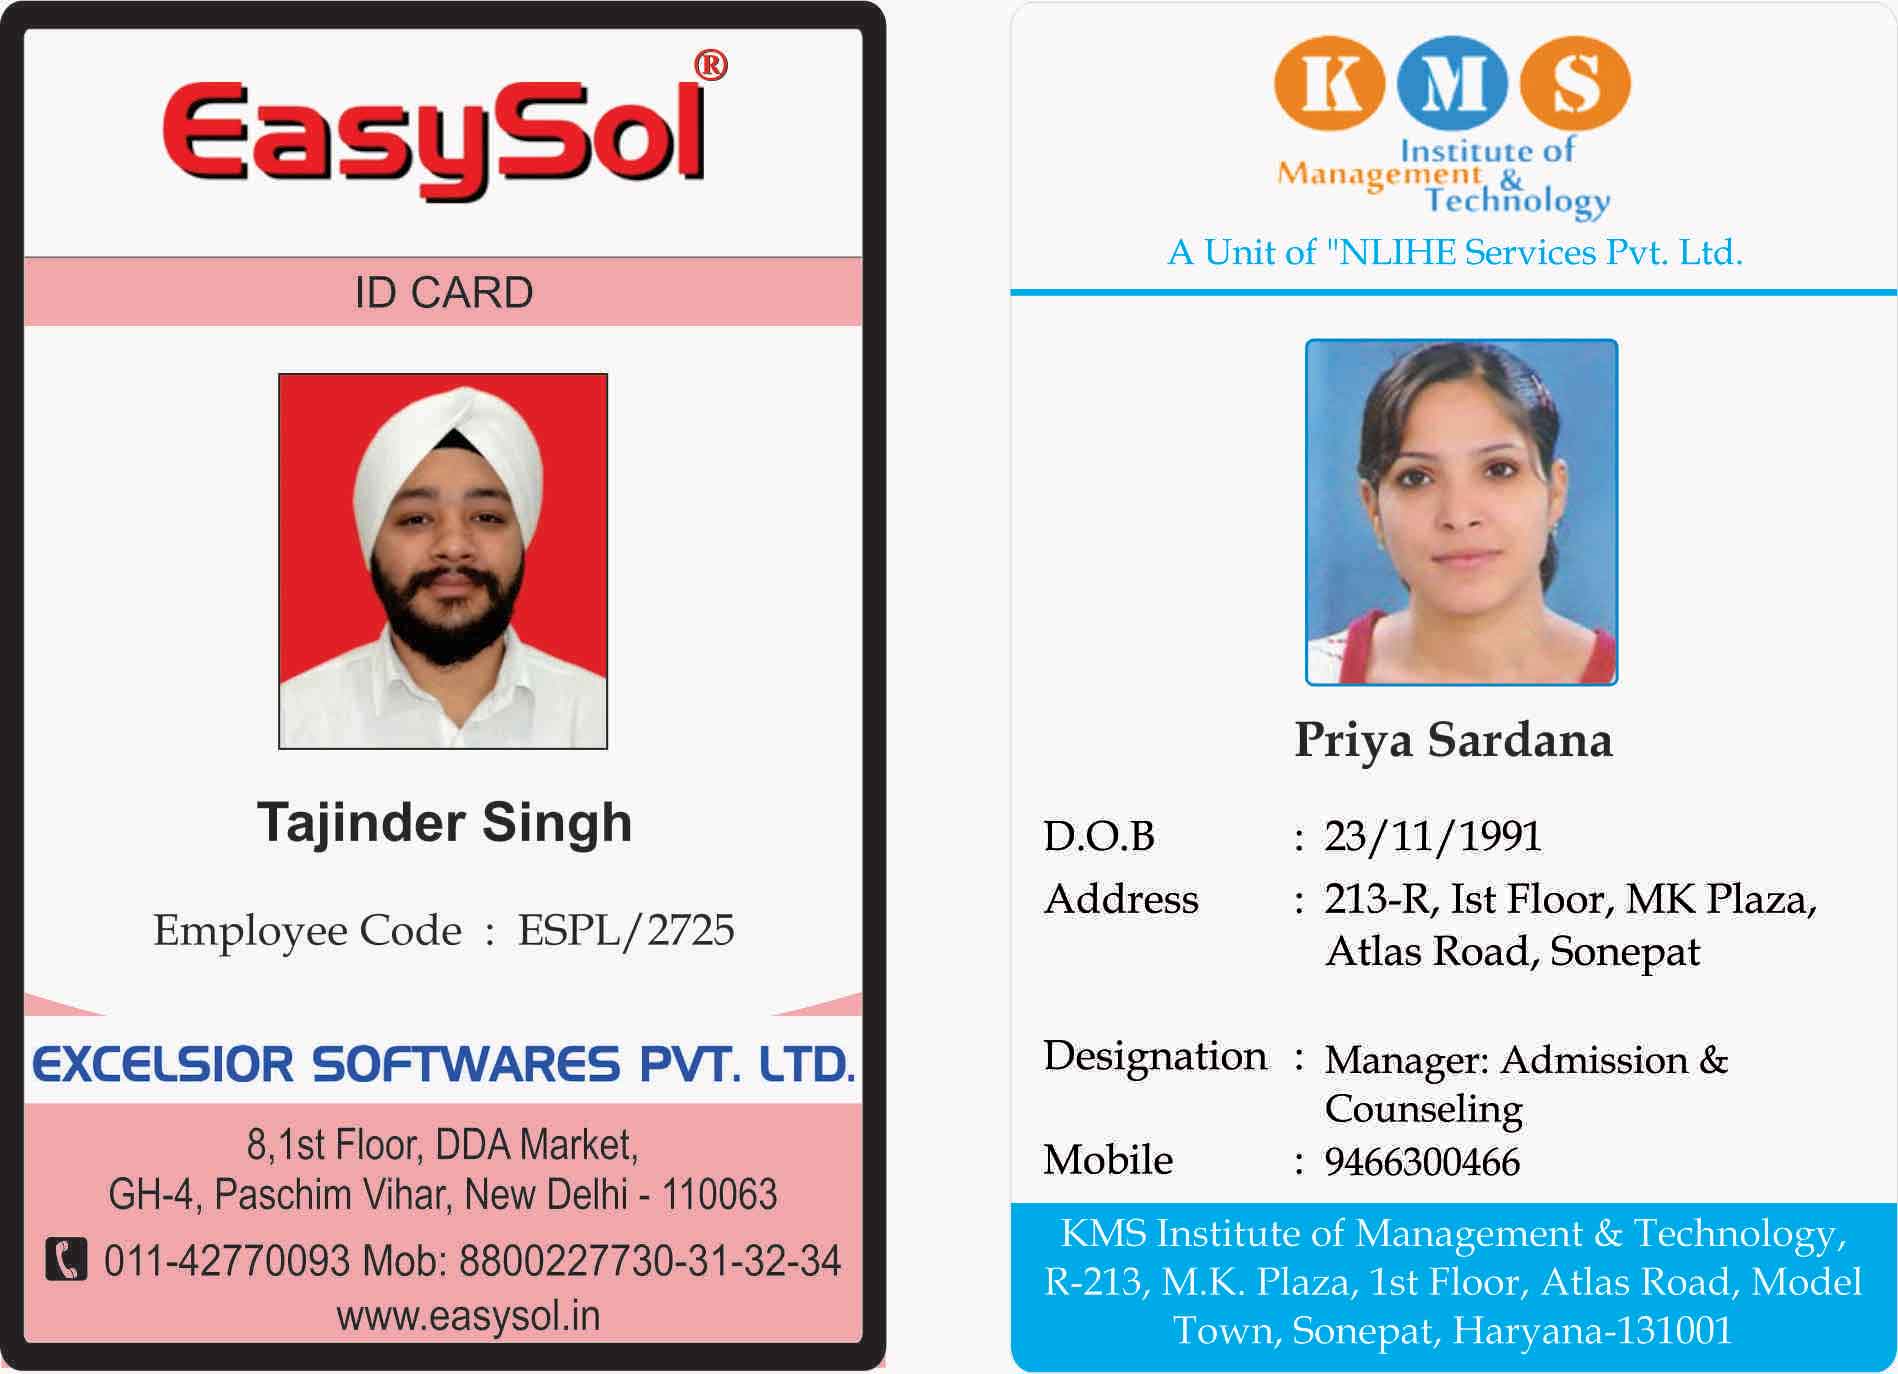 EasySol®
ID CARD
Tajinder Singh
Employee Code : ESPL/2725
EXCELSIOR SOFTWARES PVT. LTD.
8,1st Floor, DDA Market,
GH-4, Paschim Vihar, New Delhi - 110063
011-42770093 Mob: 8800227730-31-32-34
www.easysol.in
K M S
Institute of
Management &
Technology
A Unit of "NLIHE Services Pvt. Ltd.
Priya Sardana
D.O.B : 23/11/1991
Address : 213-R, Ist Floor, MK Plaza,
Atlas Road, Sonepat
Designation : Manager: Admission &
Counseling
Mobile : 9466300466
KMS Institute of Management & Technology,
R-213, M.K. Plaza, 1st Floor, Atlas Road, Model
Town, Sonepat, Haryana-131001